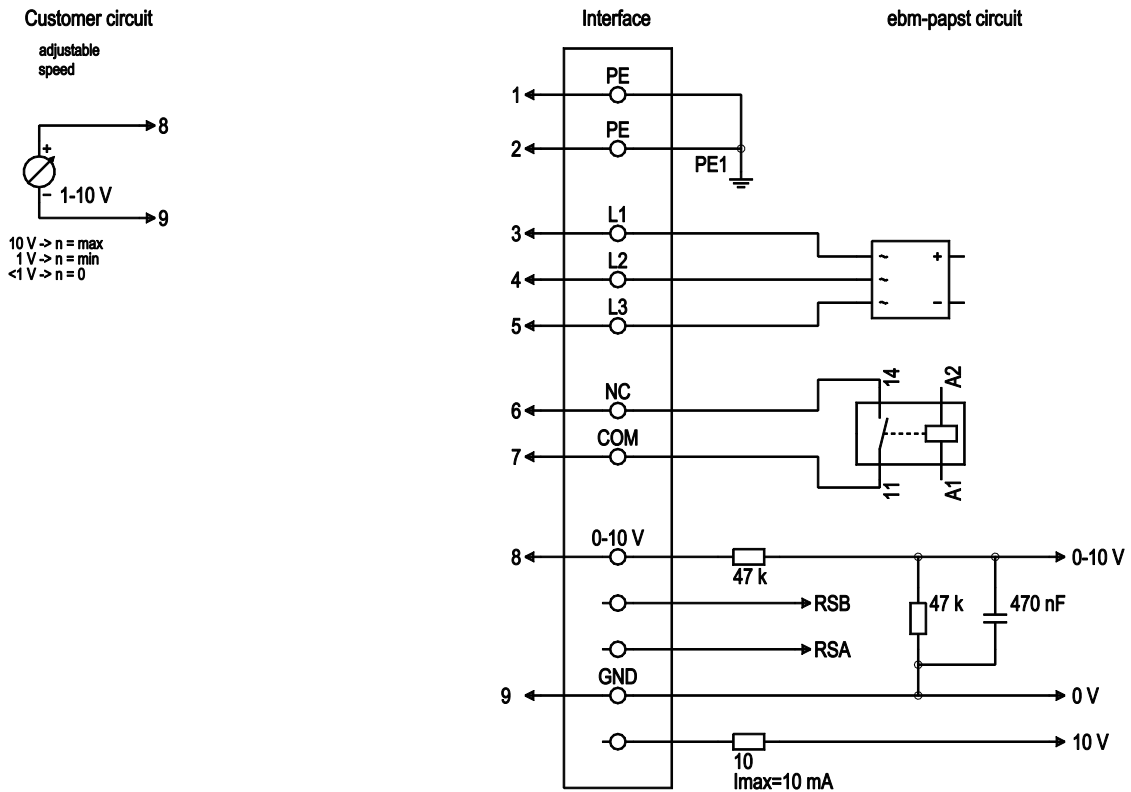 Customer circuit
Interface
ebm-papst circuit
adjustable
speed
8
+
− 1-10 V
9
10 V -> n = max
1 V -> n = min
<1 V -> n = 0
PE
1
PE
2
PE1
L1
3
~ +
L2
4
~
L3
5
~ −
14
A2
NC
6
COM
7
11
A1
0-10 V
8
0-10 V
47 k
RSB
47 k
470 nF
RSA
GND
9
0 V
10 V
10
Imax=10 mA